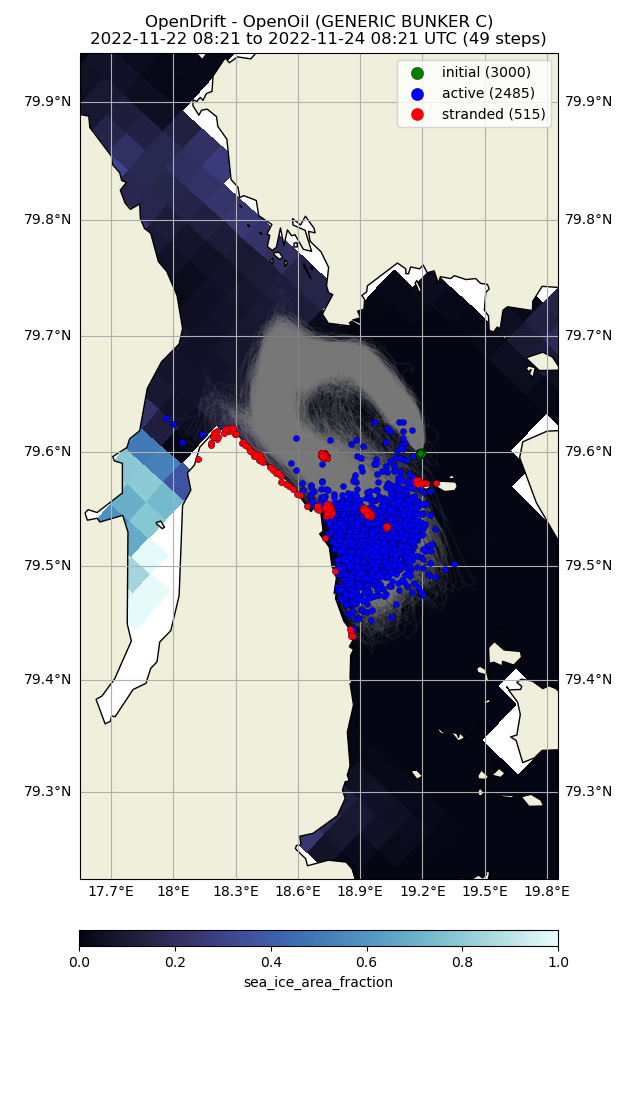 OpenDrift - OpenOil (GENERIC BUNKER C)
2022-11-22 08:21 to 2022-11-24 08:21 UTC (49 steps)
initial (3000)
active (2485)
stranded (515)
79.9°N 79.9°N
79.8°N 79.8°N
79.7°N 79.7°N
79.6°N 79.6°N
79.5°N 79.5°N
79.4°N 79.4°N
79.3°N 79.3°N
17.7°E 18°E 18.3°E 18.6°E 18.9°E 19.2°E 19.5°E 19.8°E
0.0 0.2 0.4 0.6 0.8 1.0
sea_ice_area_fraction